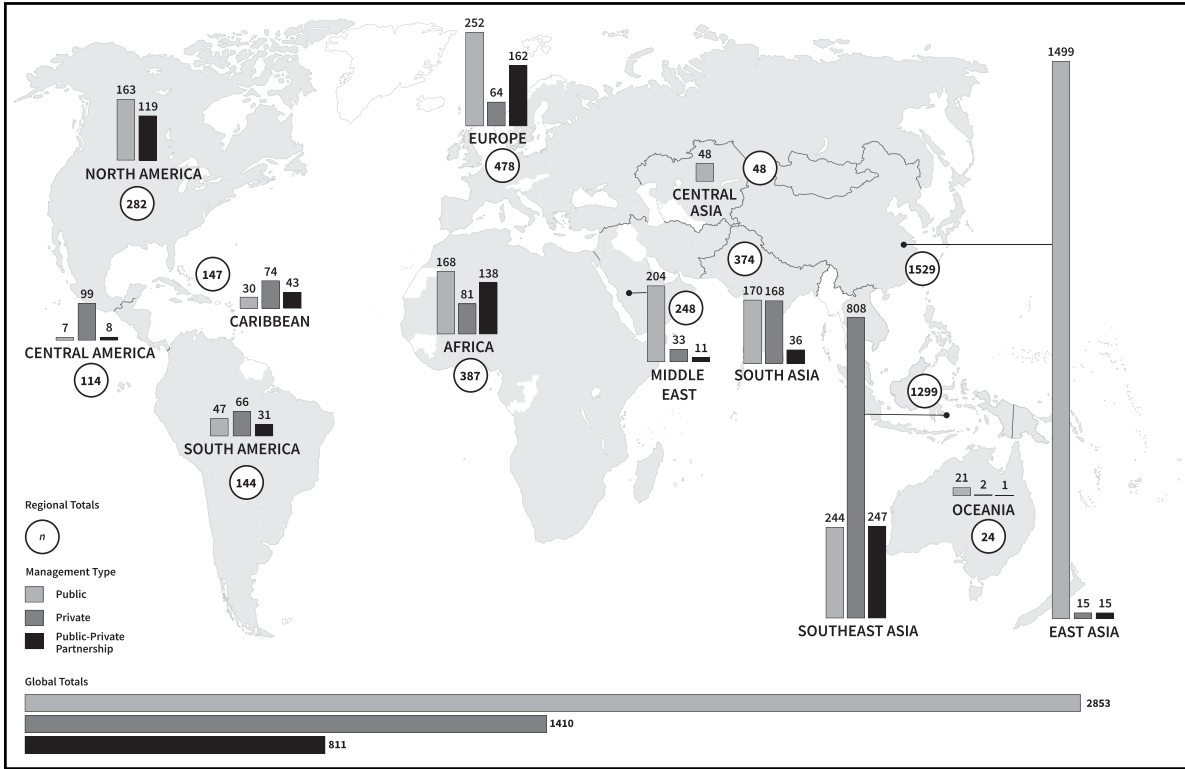 252
64
162
EUROPE
478
163
119
NORTH AMERICA
282
1499
15
15
EAST ASIA
1529
48
CENTRAL
ASIA
48
147
30
74
43
CARIBBEAN
7
99
8
CENTRAL AMERICA
114
168
81
138
AFRICA
387
204
33
11
MIDDLE
EAST
248
374
170
168
36
SOUTH ASIA
808
244
247
SOUTHEAST ASIA
1299
47
66
31
SOUTH AMERICA
144
21
2
1
OCEANIA
24
Regional Totals
n
Management Type
Public
Private
Public-Private
Partnership
Global Totals
2853
1410
811